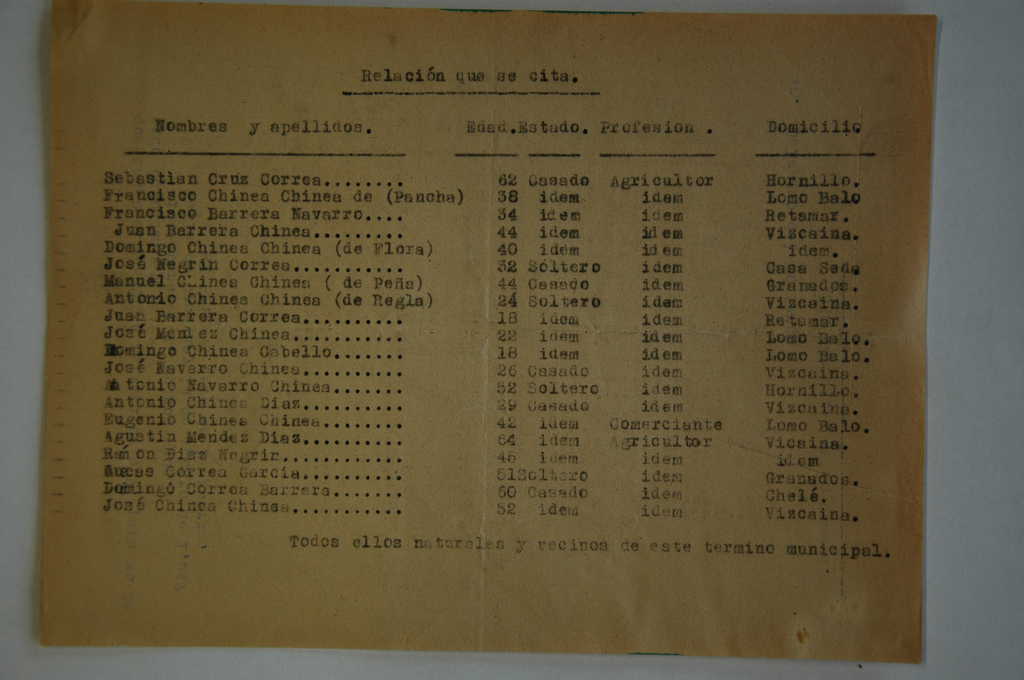 Relación que se cita.
Nombres y apellidos. Edad. Estado. Profesion . Domicilio
Sebastian Cruz Correa........ 62 Casado Agricultor Hornillo.
Francisco Chinea Chinea de (Pancha) 38 idem idem Lomo Balo
Francisco Barrera Navarro.... 34 idem idem Retamar.
Juan Barrera Chinea......... 44 idem idem Vizcaina.
Domingo Chinea Chinea (de Flora) 40 idem idem idem.
José Negrin Correa........... 32 Soltero idem Casa Seda
Manuel Chinea Chinea ( de Peña) 44 Casado idem Granados.
Antonio Chinea Chinea (de Regla) 24 Soltero idem Vizcaina.
Juan Barrera Correa.......... 18 idem idem Retamar.
José Mendez Chinea........... 22 idem idem Lomo Balo.
Domingo Chinea Cabello....... 18 idem idem Lomo Balo.
José Navarro Chinea.......... 26 Casado idem Vizcaina.
Antonio Navarro Chinea....... 52 Soltero idem Hornillo.
Antonio Chinea Diaz.......... 29 Casado idem Vizcaina.
Eugenio Chinea Chinea........ 42 idem Comerciante Lomo Balo.
Agustin Mendez Diaz.......... 64 idem Agricultor Vicaina.
Ramón Diaz Negrin............ 45 idem idem idem
Correa García.......... 51 Soltero idem Granados.
Domingo Correa Barrera....... 60 Casado idem Chelé.
José Chinea Chinea........... 52 idem idem Vizcaina.
Todos ellos naturales y vecinos de este termino municipal.